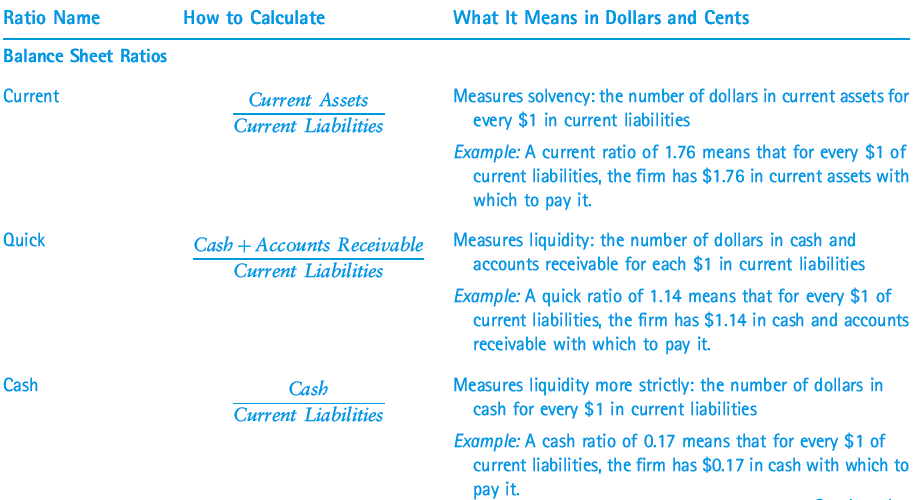 Ratio Name How to Calculate What It Means in Dollars and Cents
Balance Sheet Ratios
Current
Current Assets
Current Liabilities
Measures solvency: the number of dollars in current assets for
every $1 in current liabilities
Example: A current ratio of 1.76 means that for every $1 of
current liabilities, the firm has $1.76 in current assets with
which to pay it.
Quick
Cash + Accounts Receivable
Current Liabilities
Measures liquidity: the number of dollars in cash and
accounts receivable for each $1 in current liabilities
Example: A quick ratio of 1.14 means that for every $1 of
current liabilities, the firm has $1.14 in cash and accounts
receivable with which to pay it.
Cash
Cash
Current Liabilities
Measures liquidity more strictly: the number of dollars in
cash for every $1 in current liabilities
Example: A cash ratio of 0.17 means that for every $1 of
current liabilities, the firm has $0.17 in cash with which to
pay it.